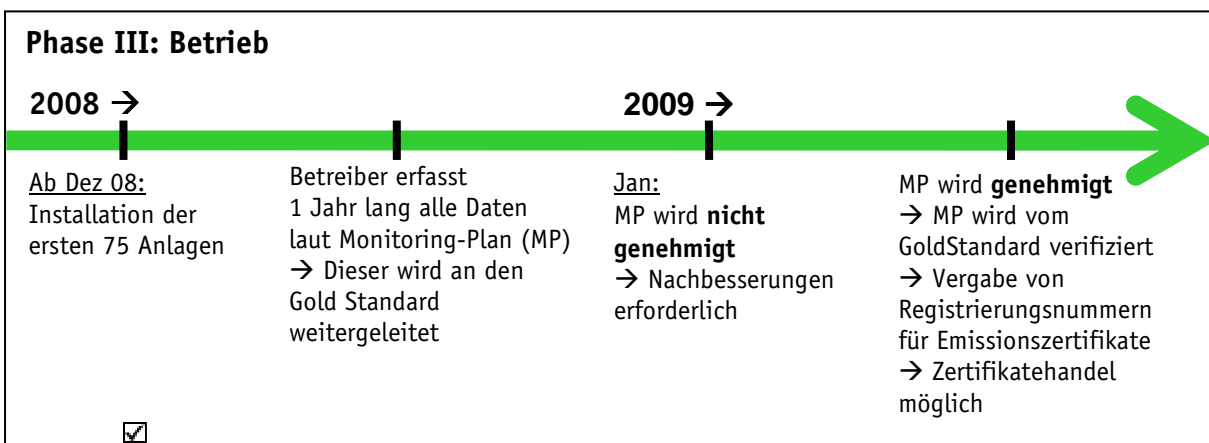 Phase III: Betrieb
2008 →
2009 →
Ab Dez 08:
Installation der
ersten 75 Anlagen
Betreiber erfasst
1 Jahr lang alle Daten
laut Monitoring-Plan (MP)
→ Dieser wird an den
Gold Standard
weitergeleitet
Jan:
MP wird nicht
genehmigt
→ Nachbesserungen
erforderlich
MP wird genehmigt
→ MP wird vom
GoldStandard verifiziert
→ Vergabe von
Registrierungsnummern
für Emissionszertifikate
→ Zertifikatehandel
möglich